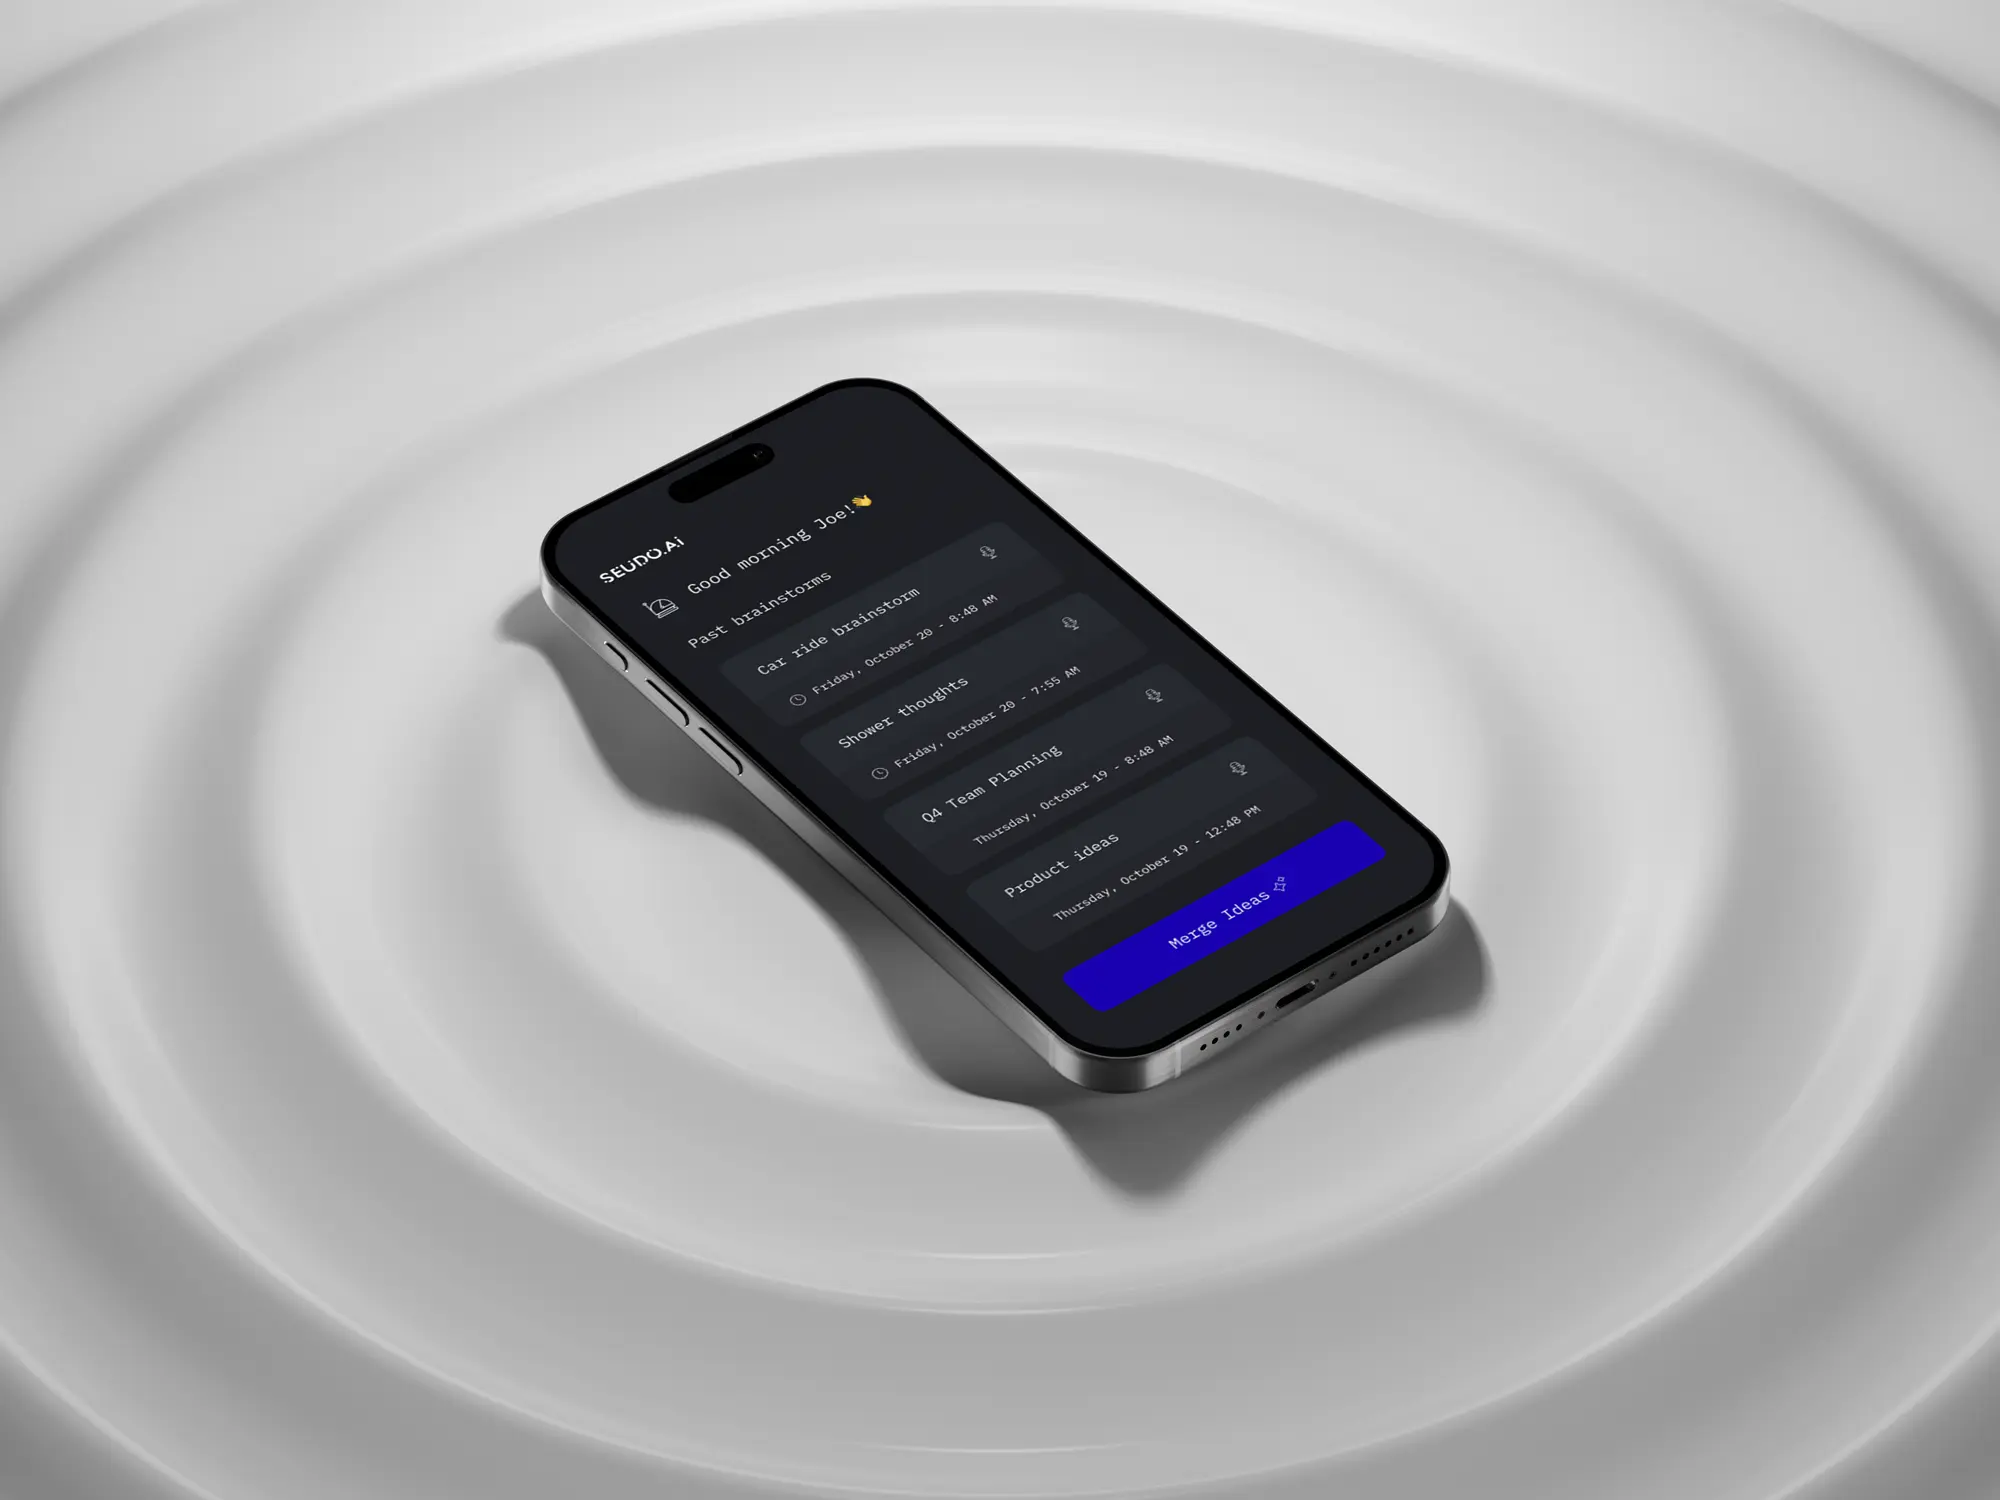 SEUDO.Ai
Good morning Joe!👋
Past brainstorms
Car ride brainstorm
Friday, October 20 - 8:48 AM
Shower thoughts
Friday, October 20 - 7:55 AM
Q4 Team Planning
Thursday, October 19 - 8:48 AM
Product ideas
Thursday, October 19 - 12:48 PM
Merge Ideas